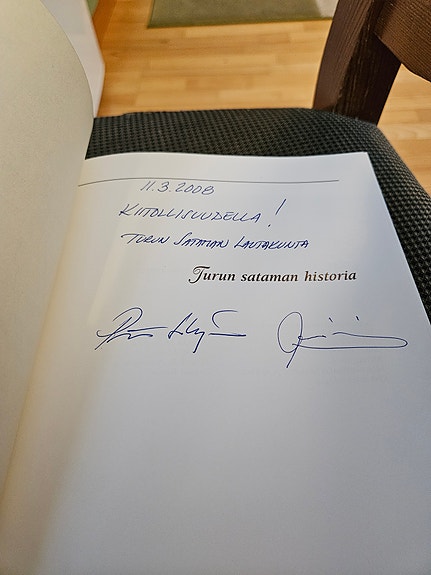 11.3.2008
KIITOLLISUUDELLA!
TURUN SATAMAN LAUTAKUNTA
Turun sataman historia